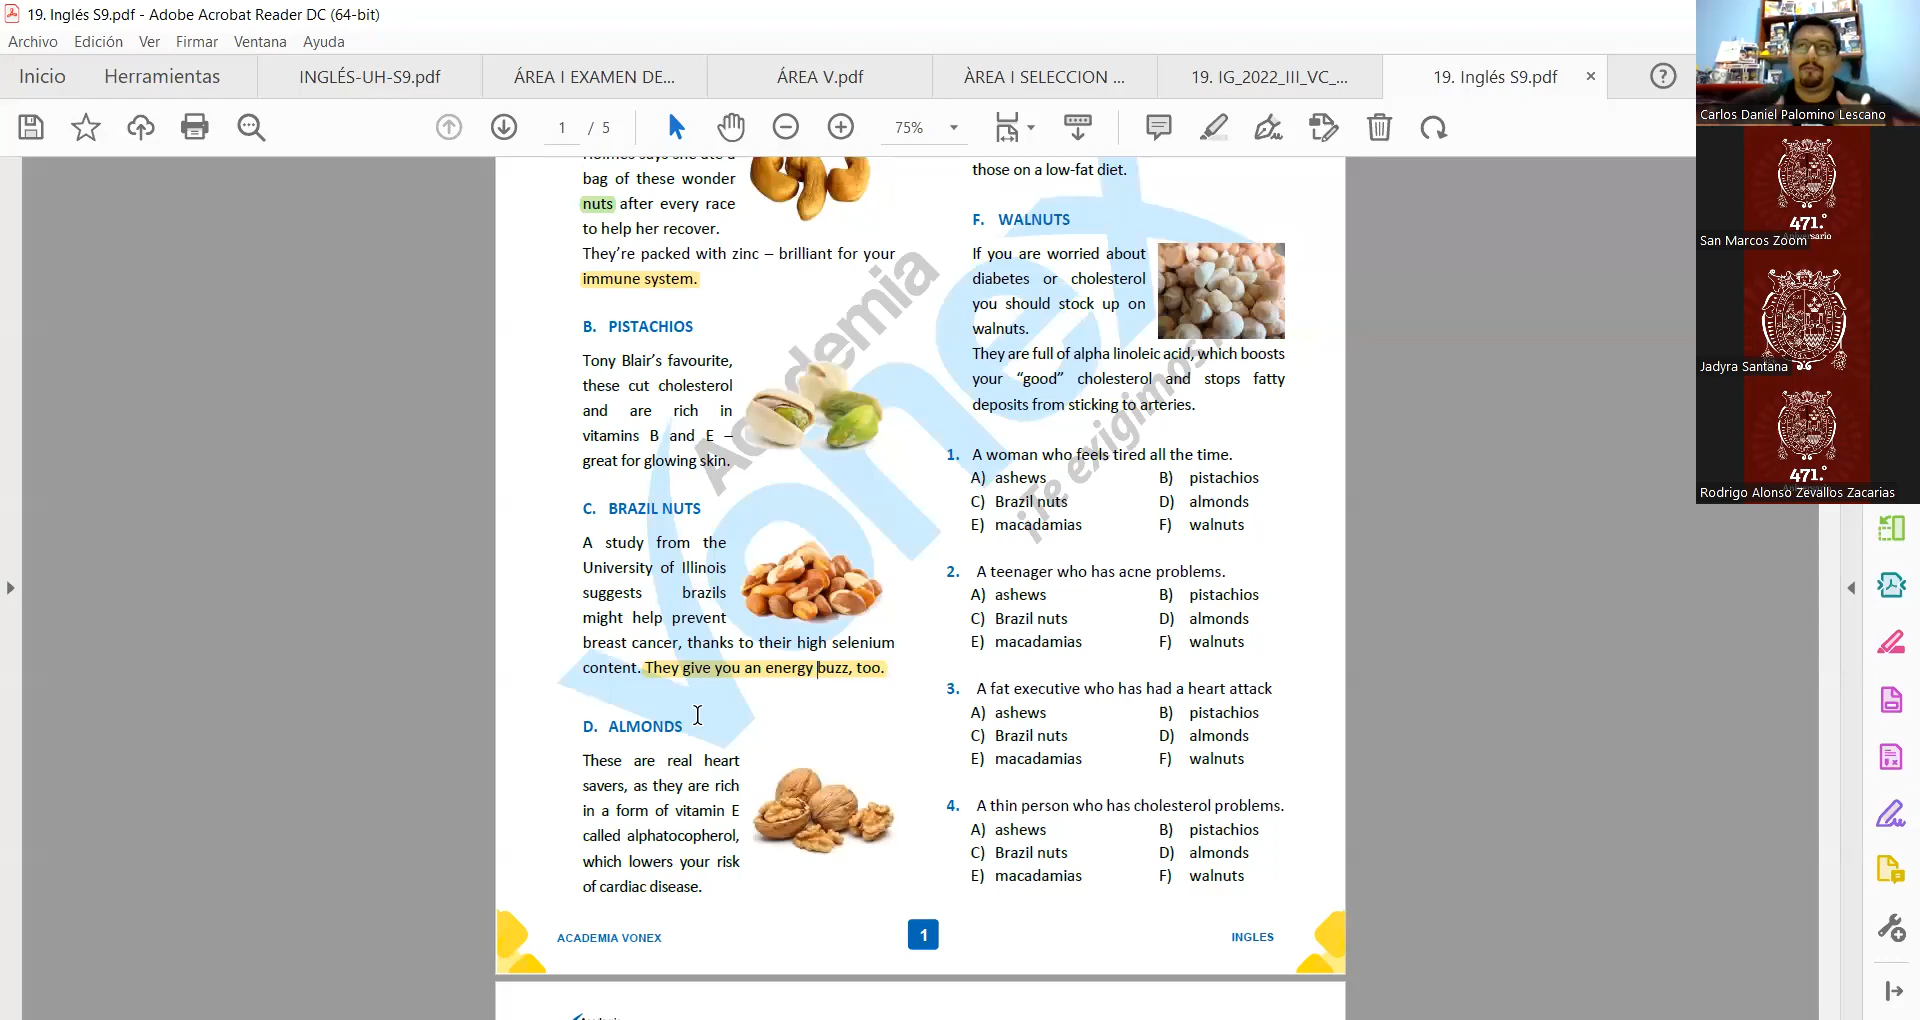 19. Inglés S9.pdf - Adobe Acrobat Reader DC (64-bit)
Archivo Edición Ver Firmar Ventana Ayuda
Inicio Herramientas INGLÉS-UH-S9.pdf ÁREA I EXAMEN DE... ÁREA V.pdf ÀREA I SELECCION ... 19. IG_2022_III_VC_... 19. Inglés S9.pdf
1 / 5 75%
bag of these wonder
nuts after every race
to help her recover.
They're packed with zinc – brilliant for your
immune system.
B. PISTACHIOS
Tony Blair's favourite,
these cut cholesterol
and are rich in
vitamins B and E –
great for glowing skin.
C. BRAZIL NUTS
A study from the
University of Illinois
suggests brazils
might help prevent
breast cancer, thanks to their high selenium
content. They give you an energy buzz, too.
D. ALMONDS
These are real heart
savers, as they are rich
in a form of vitamin E
called alphatocopherol,
which lowers your risk
of cardiac disease.
those on a low-fat diet.
F. WALNUTS
If you are worried about
diabetes or cholesterol
you should stock up on
walnuts.
They are full of alpha linoleic acid, which boosts
your “good” cholesterol and stops fatty
deposits from sticking to arteries.
1. A woman who feels tired all the time.
A) ashews B) pistachios
C) Brazil nuts D) almonds
E) macadamias F) walnuts
2. A teenager who has acne problems.
A) ashews B) pistachios
C) Brazil nuts D) almonds
E) macadamias F) walnuts
3. A fat executive who has had a heart attack
A) ashews B) pistachios
C) Brazil nuts D) almonds
E) macadamias F) walnuts
4. A thin person who has cholesterol problems.
A) ashews B) pistachios
C) Brazil nuts D) almonds
E) macadamias F) walnuts
Academia
Vonex
¡Te exigimos
ACADEMIA VONEX 1 INGLES
Carlos Daniel Palomino Lescano
471.°
San Marcos Zoom
Jadyra Santana
471.°
Rodrigo Alonso Zevallos Zacarias